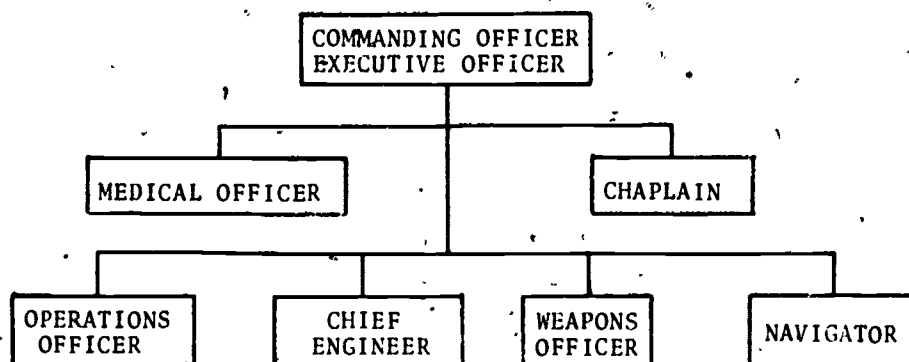 COMMANDING OFFICER
EXECUTIVE OFFICER
MEDICAL OFFICER
CHAPLAIN
OPERATIONS
OFFICER
CHIEF
ENGINEER
WEAPONS
OFFICER
NAVIGATOR